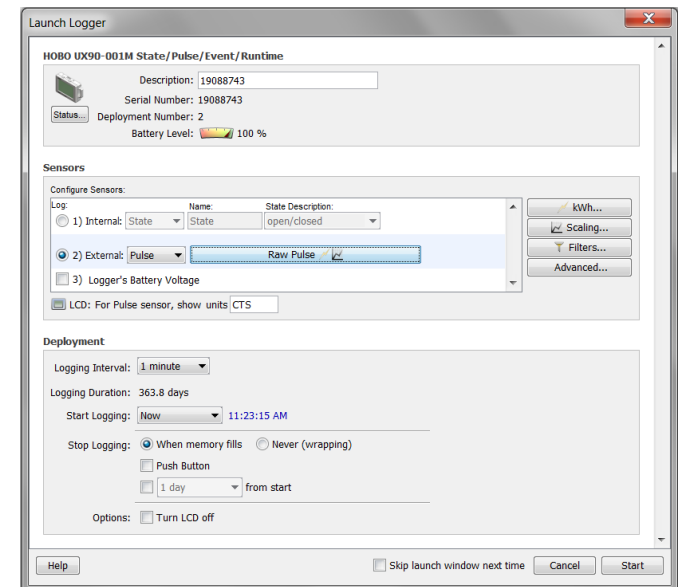 Launch Logger
HOBO UX90-001M State/Pulse/Event/Runtime
Description: 19088743
Serial Number: 19088743
Status... Deployment Number: 2
Battery Level: 100 %
Sensors
Configure Sensors:
Log: Name: State Description:
1) Internal: State State open/closed
2) External: Pulse Raw Pulse
3) Logger's Battery Voltage
kWh...
Scaling...
Filters...
Advanced...
LCD: For Pulse sensor, show units CTS
Deployment
Logging Interval: 1 minute
Logging Duration: 363.8 days
Start Logging: Now 11:23:15 AM
Stop Logging: When memory fills Never (wrapping)
Push Button
1 day from start
Options: Turn LCD off
Help Skip launch window next time Cancel Start